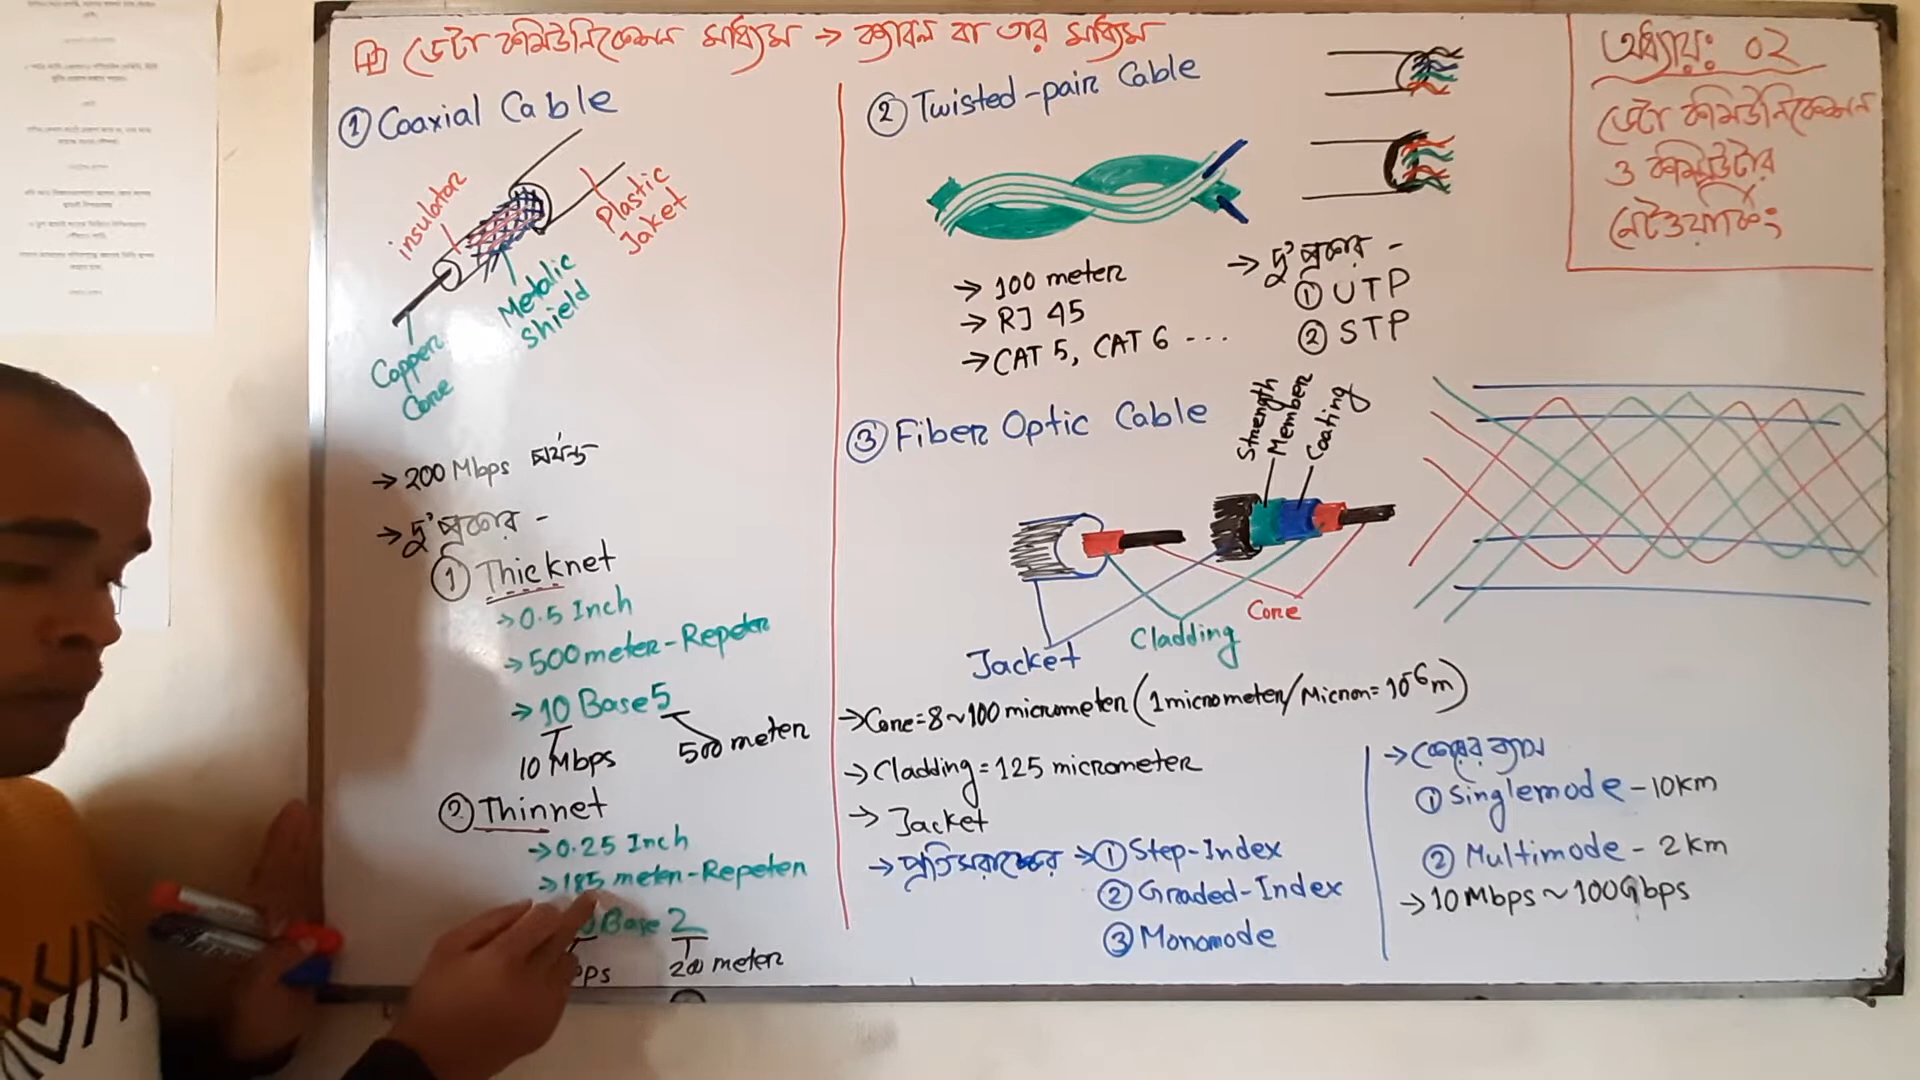 ডেটা কমিউনিকেশন মাধ্যম → ক্যাবল বা তার মাধ্যম
অধ্যায়ঃ ০২
ডেটা কমিউনিকেশন
ও কম্পিউটার
নেটওয়ার্কিং
① Coaxial Cable
insulator
Plastic
Jaket
Metalic
Shield
Copper
Core
→ 200 Mbps পর্যন্ত
→ দু'প্রকার -
① Thicknet
→ 0.5 Inch
→ 500 meter-Repeter
→ 10 Base 5
10 Mbps
500 meter
② Thinnet
→ 0.25 Inch
→ 185 meter-Repeter
Base 2
200 meter
② Twisted-pair Cable
→ 100 meter
→ RJ 45
→ CAT 5, CAT 6 ---
→ দু'প্রকার -
① UTP
② STP
③ Fiber Optic Cable
Strength
Member
Coating
Core
Cladding
Jacket
→ Core = 8 ~ 100 micrometer (1 micrometer/Micron = 10⁻⁶m)
→ Cladding = 125 micrometer
→ Jacket
→ প্রতিসরাঙ্কের → ① Step-Index
② Graded-Index
③ Monomode
→ কোরের ব্যাস
① Singlemode - 10km
② Multimode - 2 km
→ 10 Mbps ~ 100 Gbps